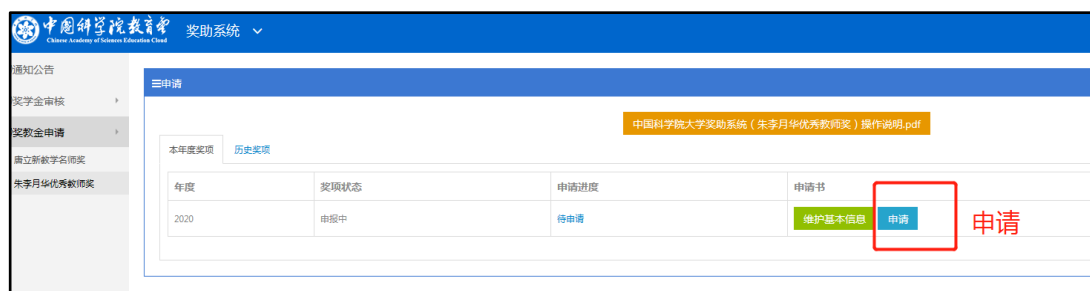 中国科学院教育云 奖助系统
Chinese Academy of Sciences Education Cloud
通知公告
奖学金审核
奖教金申请
唐立新教学名师奖
朱李月华优秀教师奖
申请
中国科学院大学奖助系统（朱李月华优秀教师奖）操作说明.pdf
本年度奖项 历史奖项
年度 奖项状态 申请进度 申请书
2020 申报中 待申请 维护基本信息 申请
申请